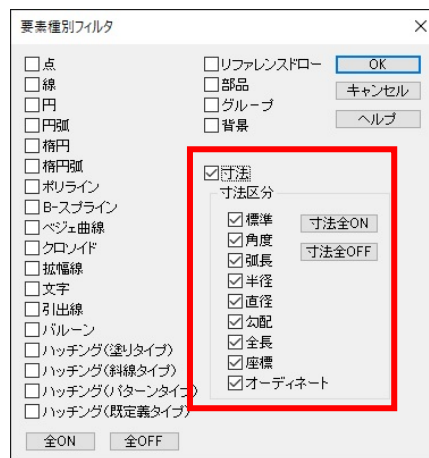 要素種別フィルタ
点
線
円
円弧
楕円
楕円弧
ポリライン
B-スプライン
ベジェ曲線
クロソイド
拡幅線
文字
引出線
バルーン
ハッチング(塗りタイプ)
ハッチング(斜線タイプ)
ハッチング(パターンタイプ)
ハッチング(既定義タイプ)
全ON
全OFF
リファレンスドロー
部品
グループ
背景
OK
キャンセル
ヘルプ
寸法
寸法区分
標準
角度
弧長
半径
直径
勾配
全長
座標
オーディネート
寸法全ON
寸法全OFF